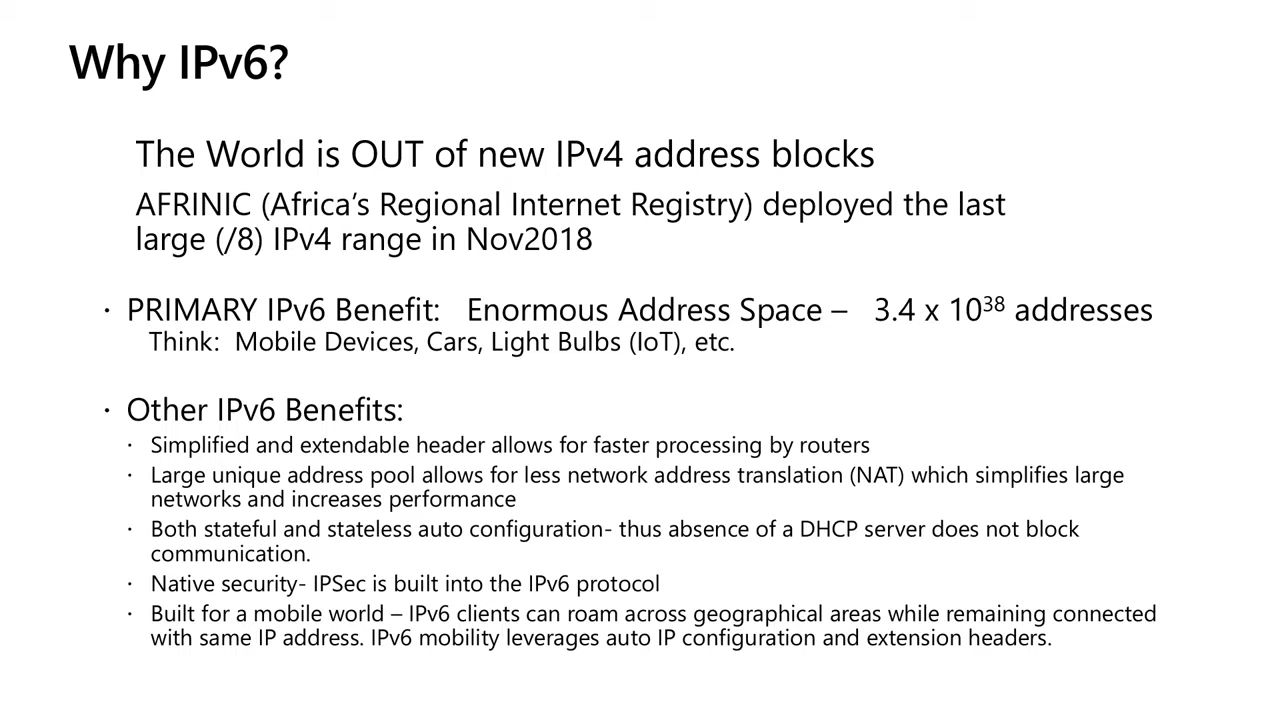 Why IPv6?
The World is OUT of new IPv4 address blocks
AFRINIC (Africa's Regional Internet Registry) deployed the last
large (/8) IPv4 range in Nov2018
· PRIMARY IPv6 Benefit: Enormous Address Space – 3.4 x 10³⁸ addresses
Think: Mobile Devices, Cars, Light Bulbs (IoT), etc.
· Other IPv6 Benefits:
· Simplified and extendable header allows for faster processing by routers
· Large unique address pool allows for less network address translation (NAT) which simplifies large
networks and increases performance
· Both stateful and stateless auto configuration- thus absence of a DHCP server does not block
communication.
· Native security- IPSec is built into the IPv6 protocol
· Built for a mobile world – IPv6 clients can roam across geographical areas while remaining connected
with same IP address. IPv6 mobility leverages auto IP configuration and extension headers.